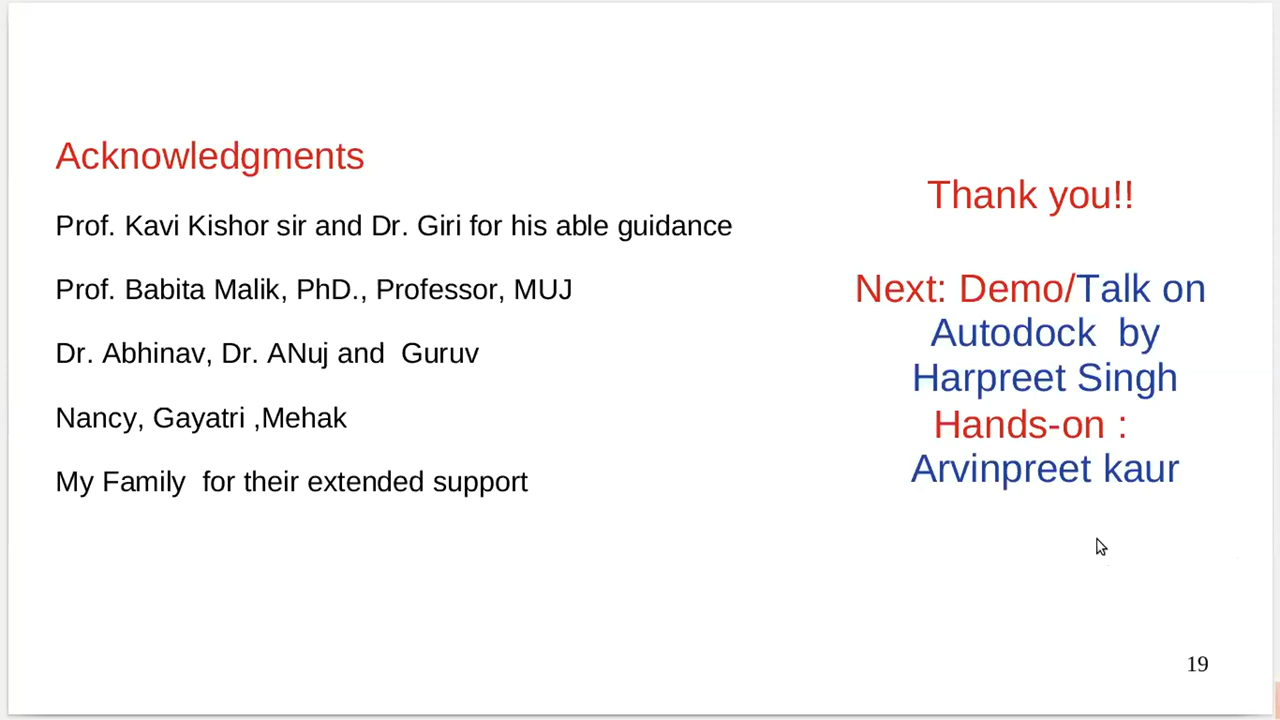 Acknowledgments
Prof. Kavi Kishor sir and Dr. Giri for his able guidance
Prof. Babita Malik, PhD., Professor, MUJ
Dr. Abhinav, Dr. ANuj and  Guruv
Nancy, Gayatri ,Mehak
My Family  for their extended support
Thank you!!
Next: Demo/Talk on
Autodock  by
Harpreet Singh
Hands-on :
Arvinpreet kaur
19